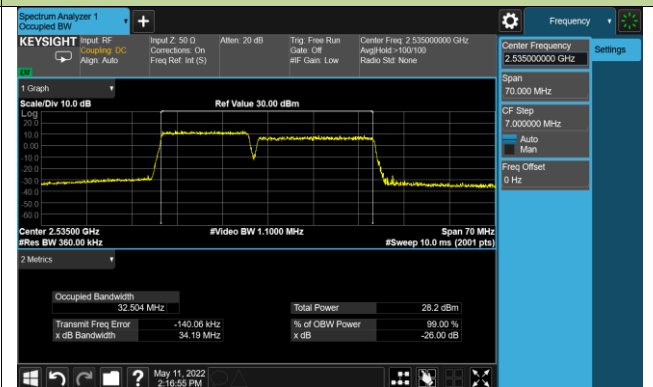 Spectrum Analyzer 1
Occupied BW
Frequency
KEYSIGHT
Input: RF
Coupling: DC
Align: Auto
Input Z: 50 Ω
Corrections: On
Freq Ref: Int (S)
Atten: 20 dB
Trig: Free Run
Gate: Off
#IF Gain: Low
Center Freq: 2.535000000 GHz
Avg|Hold:>100/100
Radio Std: None
Center Frequency
2.535000000 GHz
Settings
Span
70.000 MHz
CF Step
7.000000 MHz
Auto
Man
Freq Offset
0 Hz
1 Graph
Scale/Div 10.0 dB
Ref Value 30.00 dBm
Log
20.0
10.0
0.00
-10.0
-20.0
-30.0
-40.0
-50.0
-60.0
Center 2.53500 GHz
#Video BW 1.1000 MHz
Span 70 MHz
#Res BW 360.00 kHz
#Sweep 10.0 ms (2001 pts)
2 Metrics
Occupied Bandwidth
32.504 MHz
Total Power
28.2 dBm
Transmit Freq Error
-140.06 kHz
% of OBW Power
99.00 %
x dB Bandwidth
34.19 MHz
x dB
-26.00 dB
?
May 11, 2022
2:16:55 PM